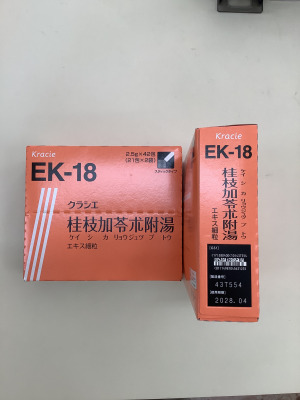 Kracie
EK-18
2.5g×42包
(21包×2袋)
スティックタイプ
クラシエ
桂枝加苓朮附湯
ケイシカリョウジュツブトウ
エキス細粒
Kracie
EK-18
桂枝加苓朮附湯
ケイシカリョウジュツブトウ
エキス細粒
43T554
2028.04